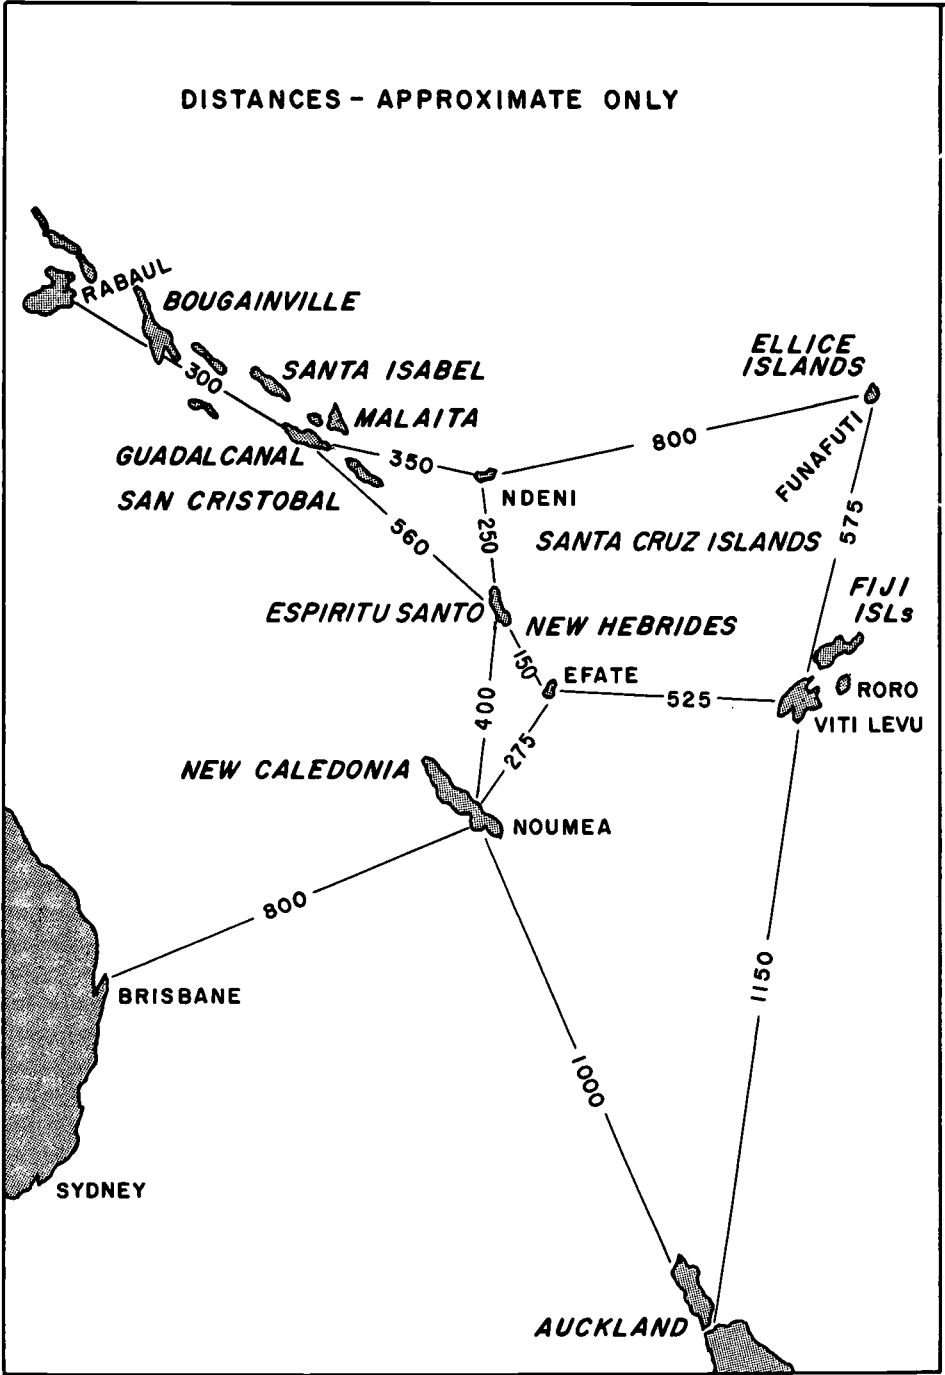 DISTANCES - APPROXIMATE ONLY
RABAUL
BOUGAINVILLE
300
SANTA ISABEL
MALAITA
GUADALCANAL
SAN CRISTOBAL
350
560
ELLICE
ISLANDS
800
FUNAFUTI
575
NDENI
250
SANTA CRUZ ISLANDS
ESPIRITU SANTO
NEW HEBRIDES
FIJI
ISLs
150
EFATE
525
RORO
VITI LEVU
400
275
NEW CALEDONIA
NOUMEA
800
BRISBANE
1150
1000
SYDNEY
AUCKLAND